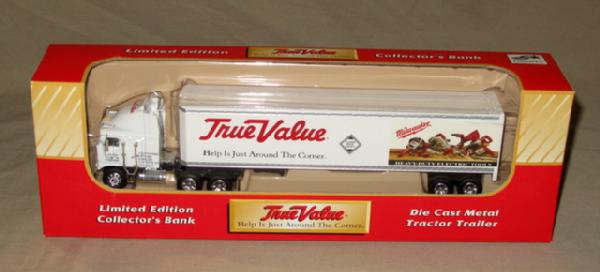 Limited Edition
True Value
Collector's Bank
True Value
Help is Just Around The Corner.
Milwaukee
HEAVY-DUTY ELECTRIC TOOLS
Limited Edition
Collector's Bank
True Value
Help is Just Around The Corner.
Die Cast Metal
Tractor Trailer